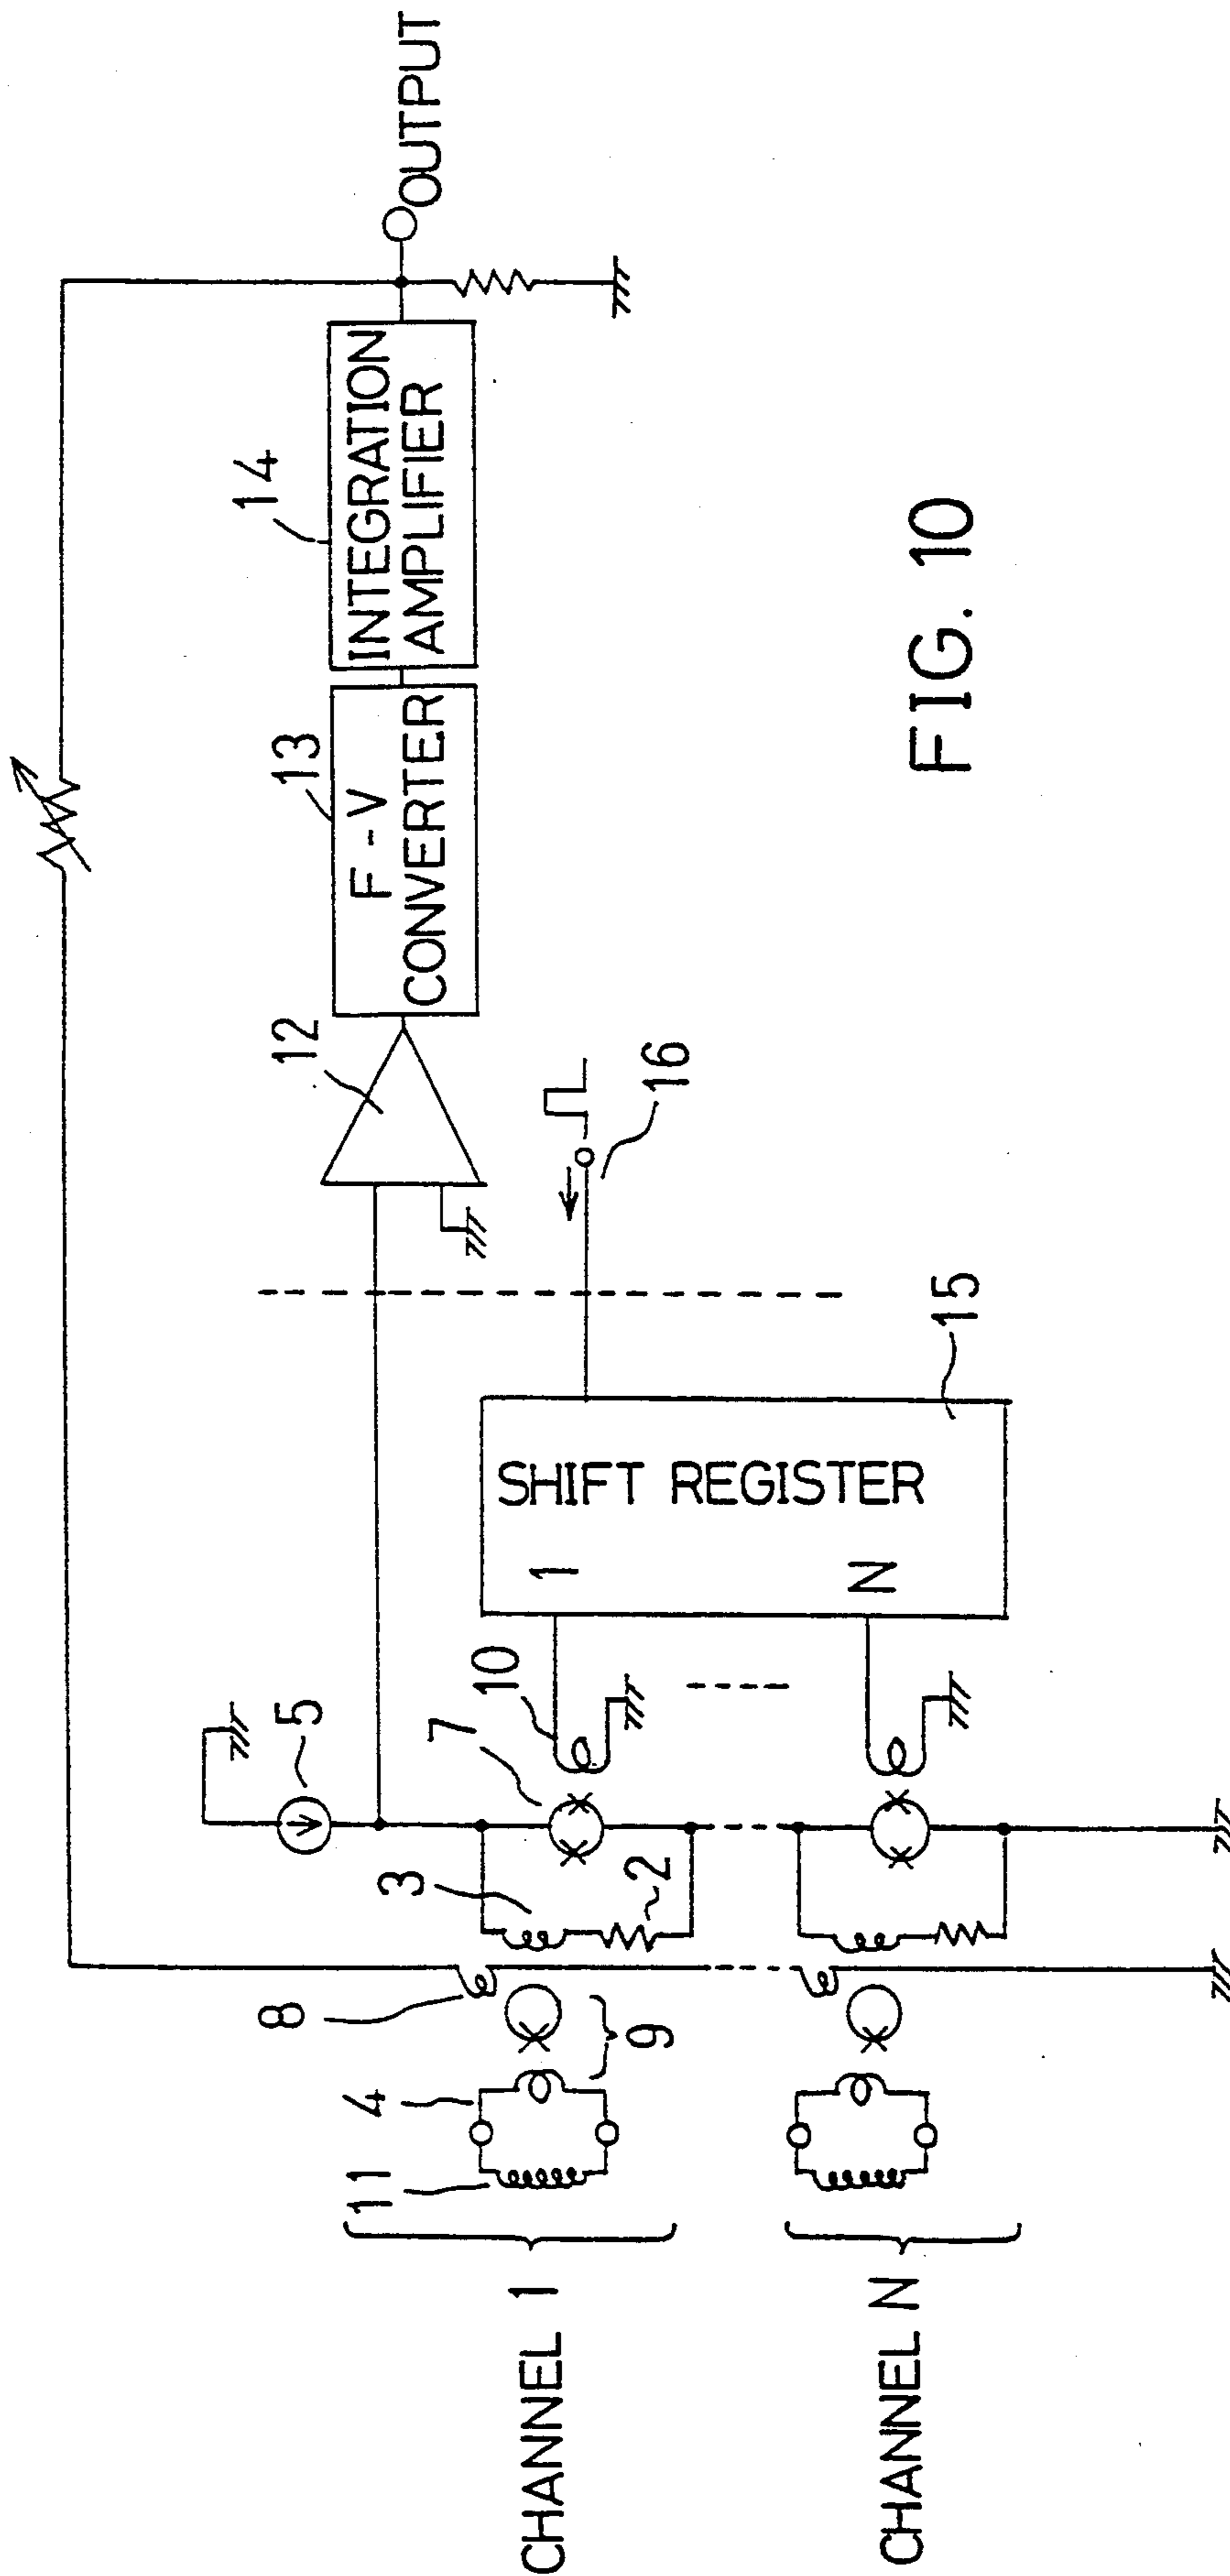 OUTPUT
14
INTEGRATION
AMPLIFIER
13
F - V
CONVERTER
12
16
15
SHIFT REGISTER
1
N
5
10
7
3
2
8
9
4
11
CHANNEL 1
CHANNEL N
FIG. 10